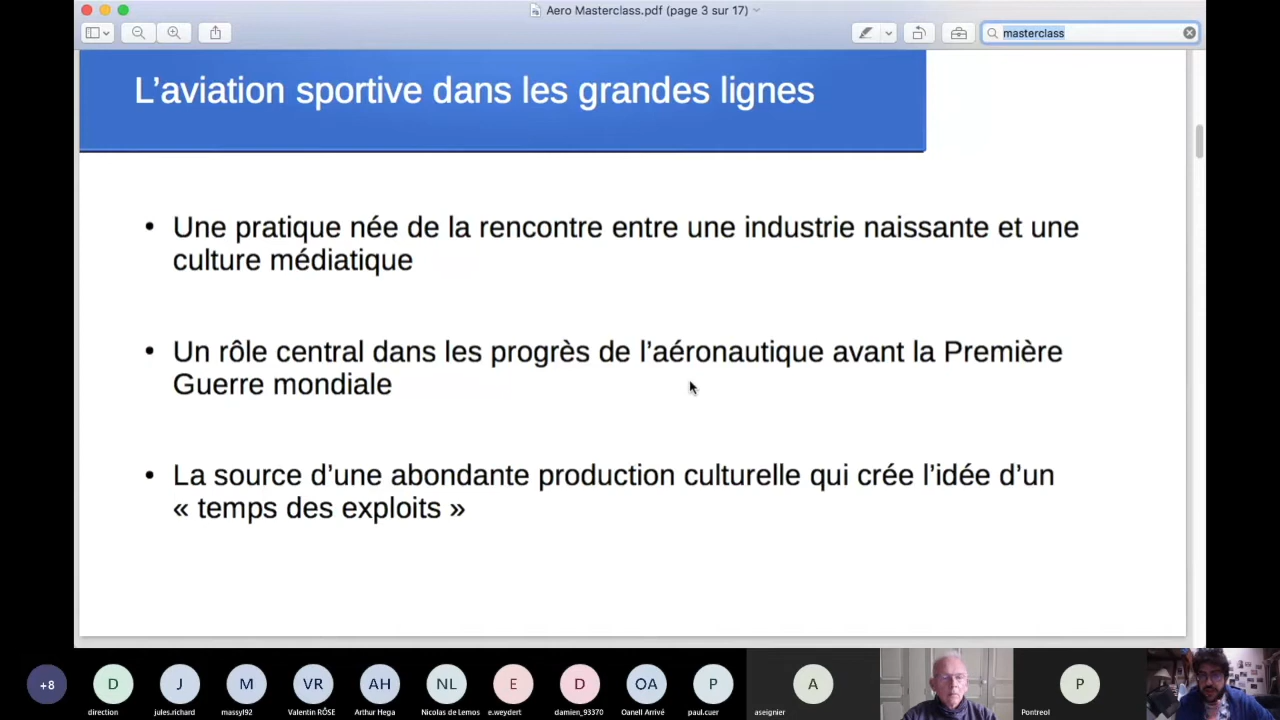 Aero Masterclass.pdf (page 3 sur 17)
masterclass
L’aviation sportive dans les grandes lignes
• Une pratique née de la rencontre entre une industrie naissante et une
culture médiatique
• Un rôle central dans les progrès de l’aéronautique avant la Première
Guerre mondiale
• La source d’une abondante production culturelle qui crée l’idée d’un
« temps des exploits »
+8 D J M VR AH NL E D OA P A P
direction jules.richard massyl92 Valentin RÔSE Arthur Hega Nicolas de Lemos e.weydert damien_93370 Oanell Arrivé paul.cuer aseignier Pontreol